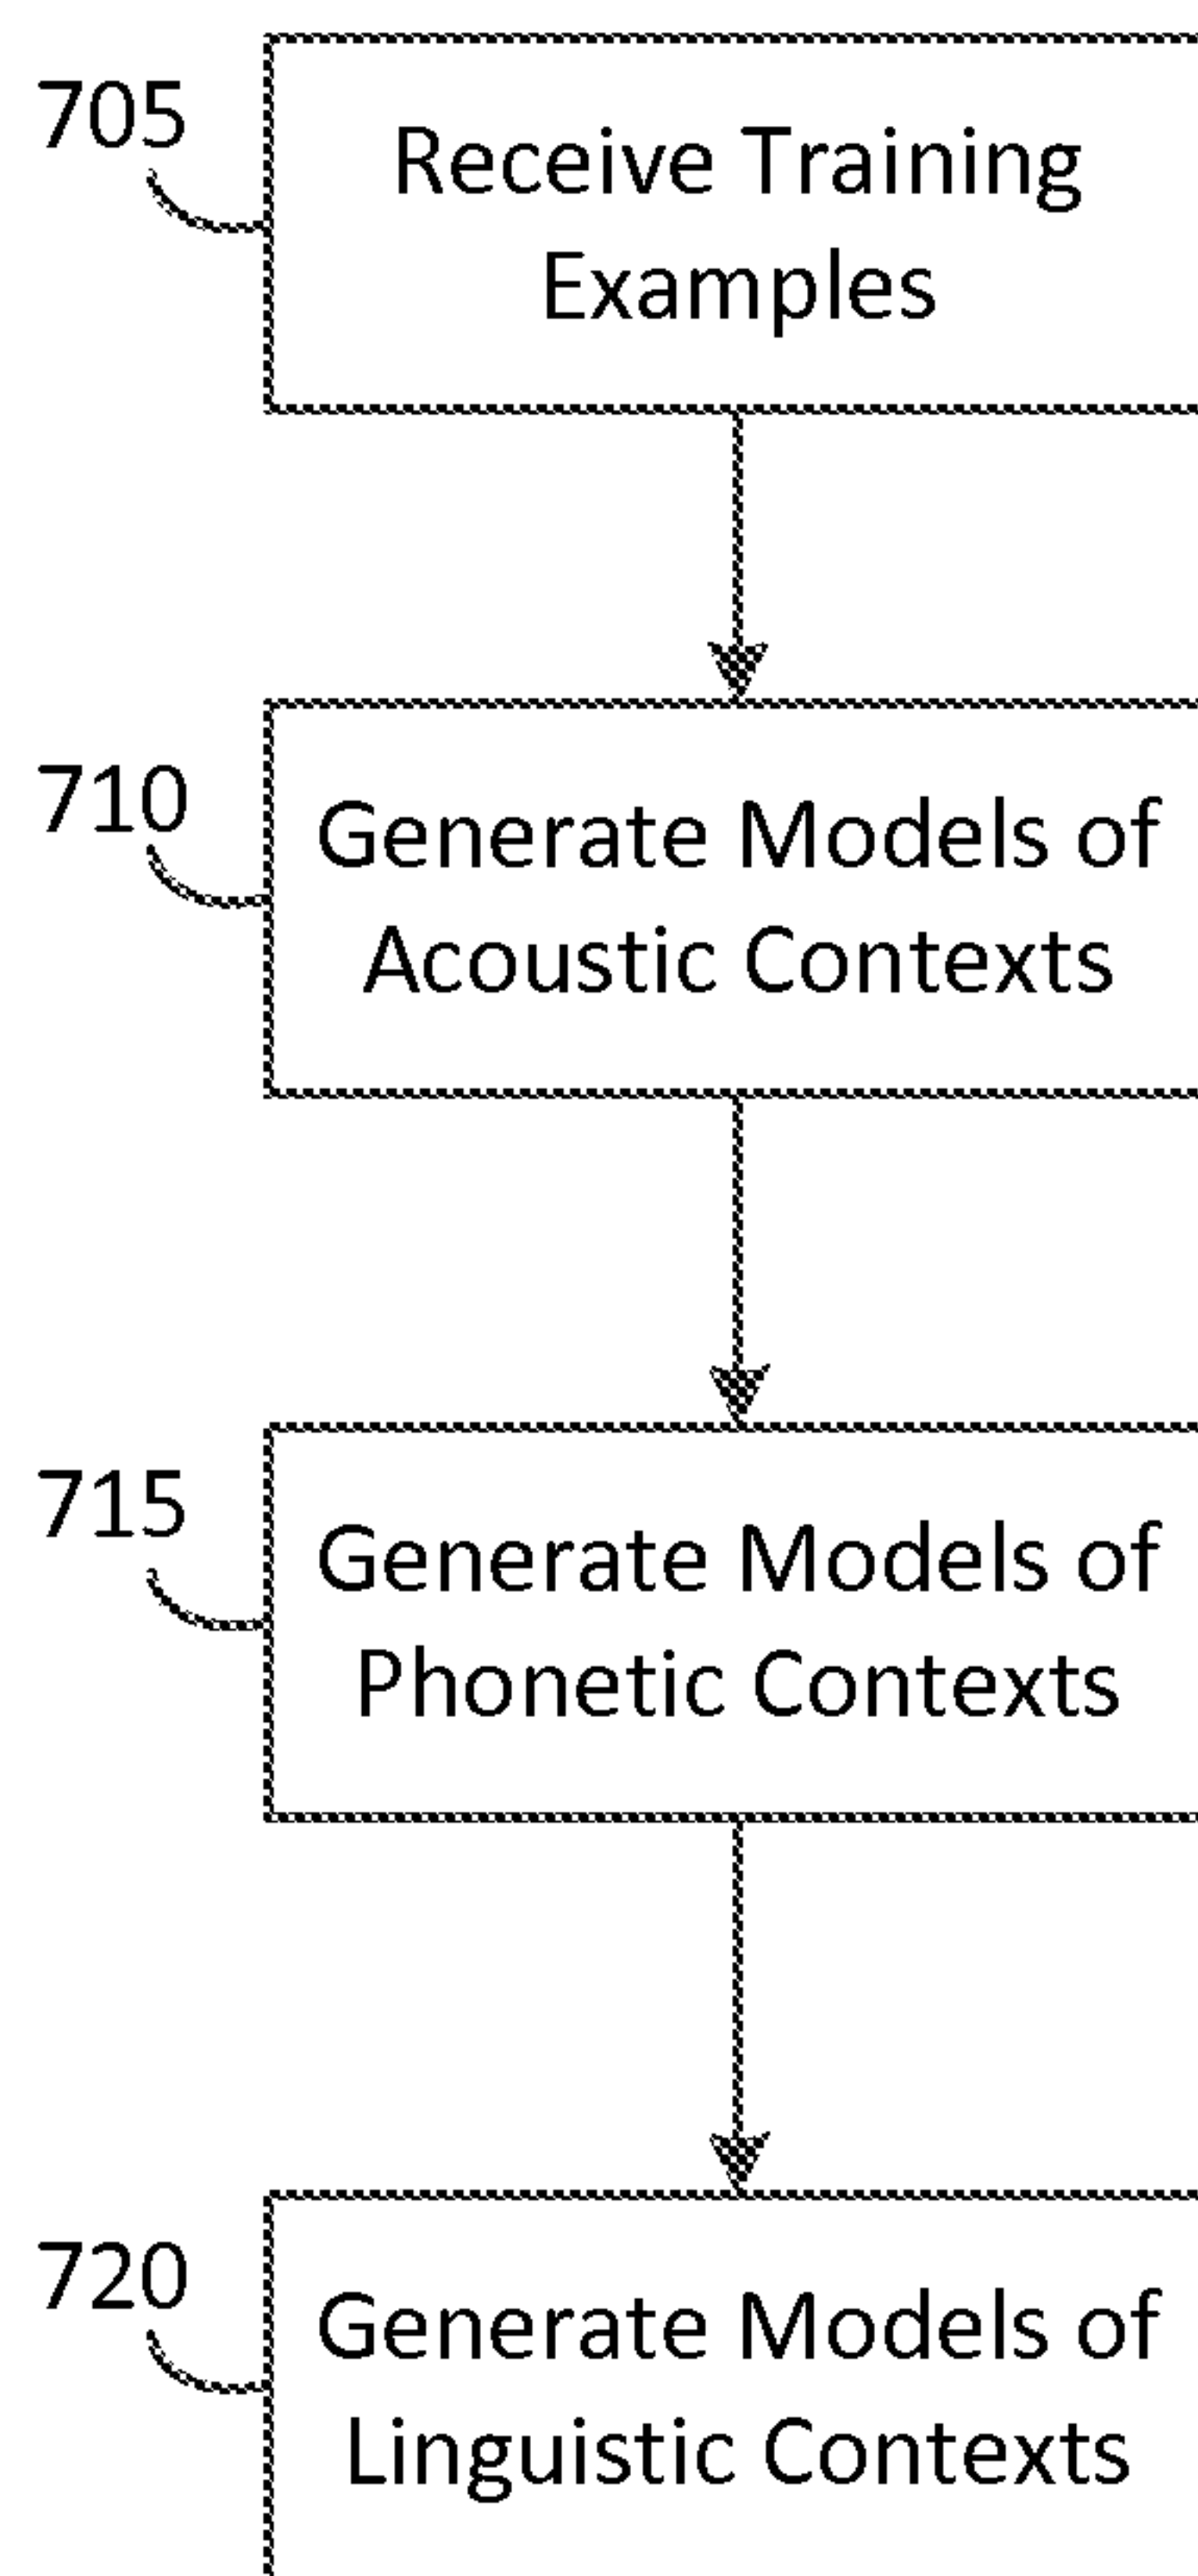 705
Receive Training
Examples
710
Generate Models of
Acoustic Contexts
715
Generate Models of
Phonetic Contexts
720
Generate Models of
Linguistic Contexts